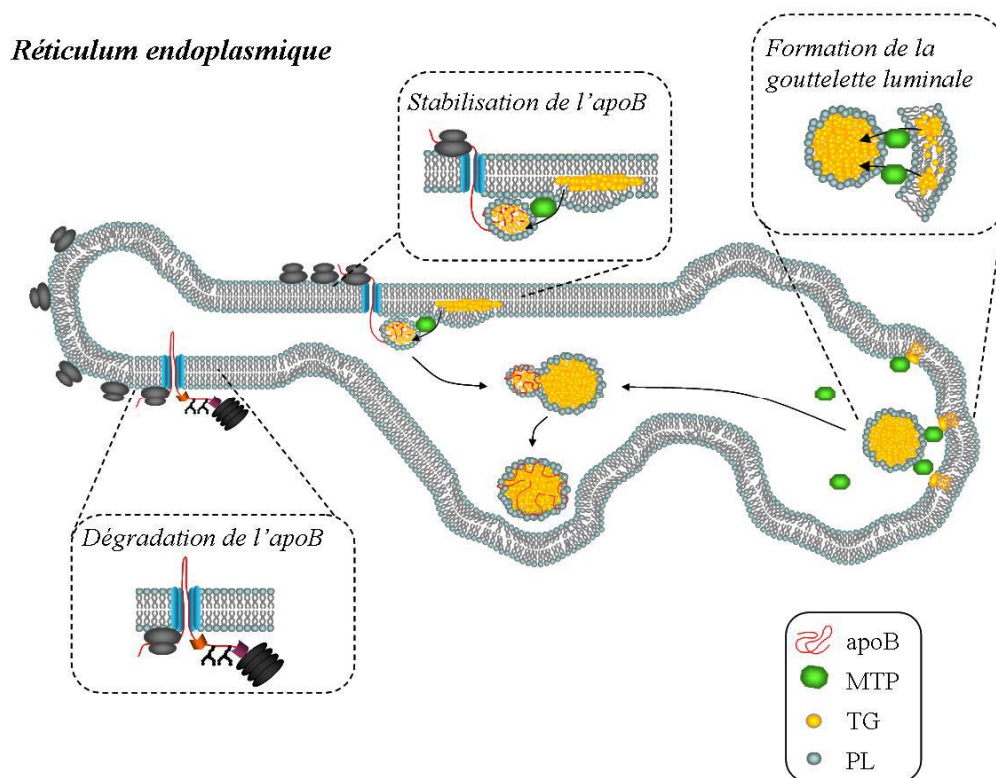 Réticulum endoplasmique
Stabilisation de l'apoB
Formation de la
gouttelette luminale
Dégradation de l'apoB
apoB
MTP
TG
PL